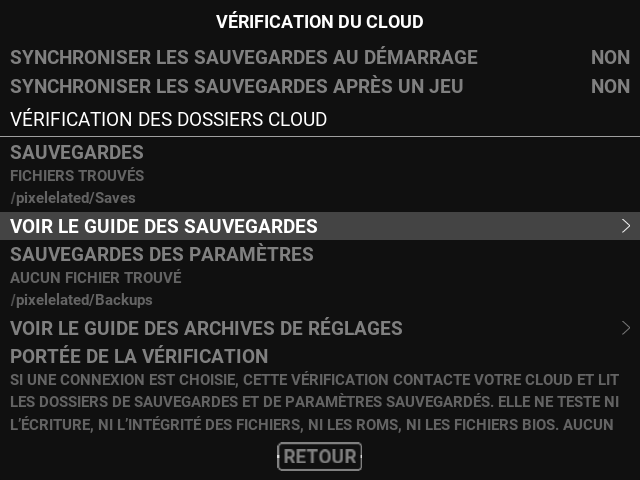 VÉRIFICATION DU CLOUD
SYNCHRONISER LES SAUVEGARDES AU DÉMARRAGE NON
SYNCHRONISER LES SAUVEGARDES APRÈS UN JEU NON
VÉRIFICATION DES DOSSIERS CLOUD
SAUVEGARDES
FICHIERS TROUVÉS
/pixelelated/Saves
VOIR LE GUIDE DES SAUVEGARDES
SAUVEGARDES DES PARAMÈTRES
AUCUN FICHIER TROUVÉ
/pixelelated/Backups
VOIR LE GUIDE DES ARCHIVES DE RÉGLAGES
PORTÉE DE LA VÉRIFICATION
SI UNE CONNEXION EST CHOISIE, CETTE VÉRIFICATION CONTACTE VOTRE CLOUD ET LIT
LES DOSSIERS DE SAUVEGARDES ET DE PARAMÈTRES SAUVEGARDÉS. ELLE NE TESTE NI
L’ÉCRITURE, NI L’INTÉGRITÉ DES FICHIERS, NI LES ROMS, NI LES FICHIERS BIOS. AUCUN
RETOUR